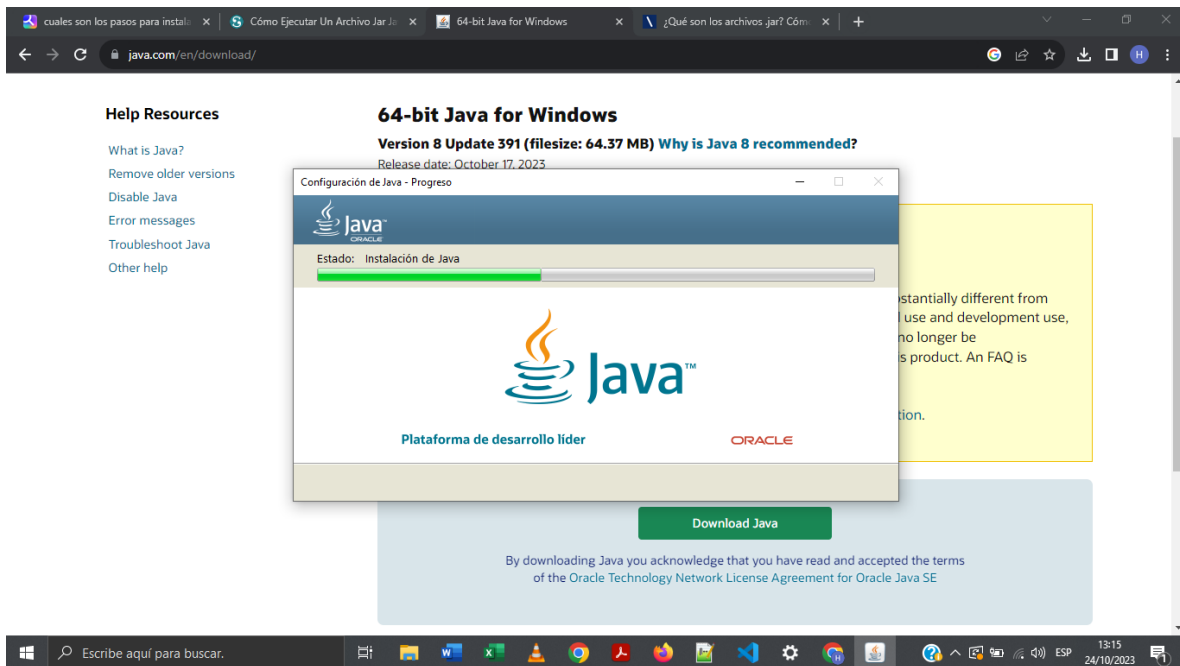 cuales son los pasos para instala
Cómo Ejecutar Un Archivo Jar Ja
64-bit Java for Windows
¿Qué son los archivos .jar? Cóm
java.com/en/download/
H
Help Resources
What is Java?
Remove older versions
Disable Java
Error messages
Troubleshoot Java
Other help
64-bit Java for Windows
Version 8 Update 391 (filesize: 64.37 MB) Why is Java 8 recommended?
Release date: October 17, 2023
Configuración de Java - Progreso
Java
ORACLE
Estado: Instalación de Java
Java™
Plataforma de desarrollo líder
ORACLE
ostantially different from
l use and development use,
no longer be
s product. An FAQ is
tion.
Download Java
By downloading Java you acknowledge that you have read and accepted the terms
of the Oracle Technology Network License Agreement for Oracle Java SE
Escribe aquí para buscar.
ESP
13:15
24/10/2023